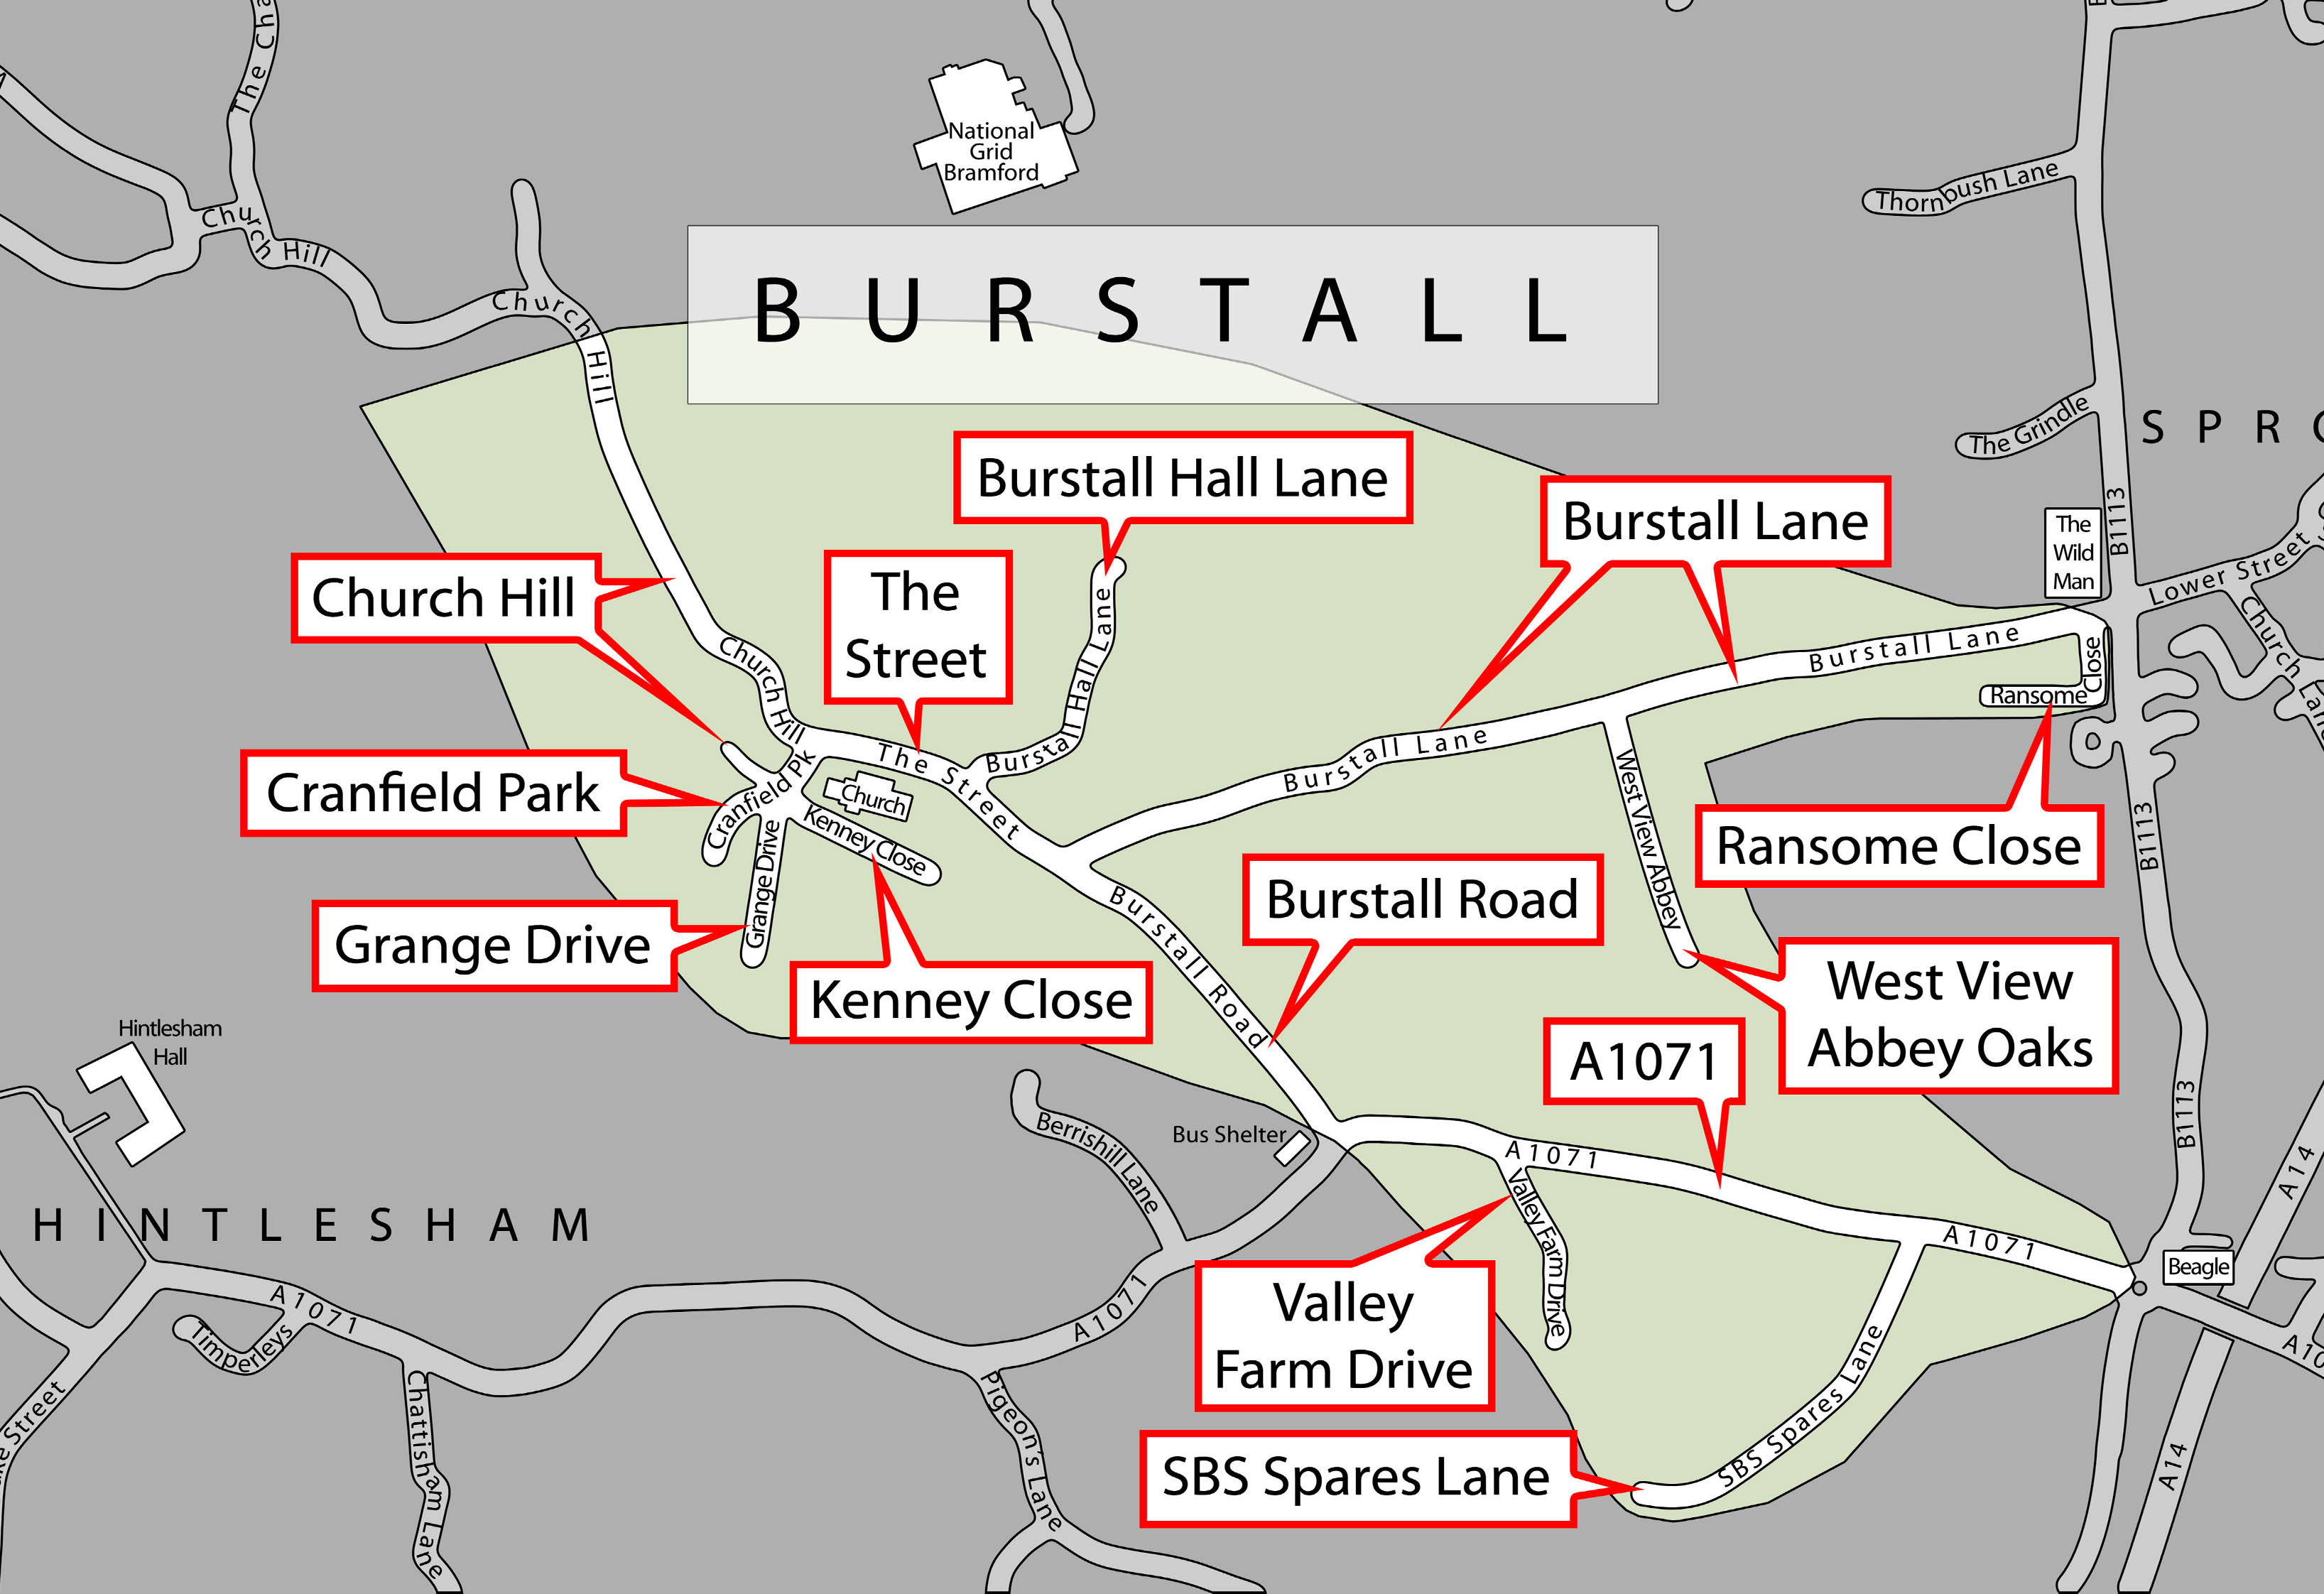 The Cha
National
Grid
Bramford
Thornbush Lane
Church Hill
Church Hill
BURSTALL
The Grindle
SPRO
Burstall Hall Lane
Burstall Lane
B1113
The
Wild
Man
Lower Street
Church Lane
Church Hill
The
Street
Burstall Hall Lane
Church Hill
Burstall Lane
Close
Ransome
The Street
Burstall Lane
Cranfield Park
Cranfield Pk
Church
Kenney Close
Grange Drive
West View Abbey
Ransome Close
B1113
Burstall Road
Burstall Road
Grange Drive
Kenney Close
West View
Abbey Oaks
Hintlesham
Hall
A1071
B1113
Berrishill Lane
Bus Shelter
A1071
A14
HINTLESHAM
Valley Farm Drive
A1071
Beagle
A1071
A1071
Timperleys
Valley
Farm Drive
A10
Chattisham Lane
Pigeon's Lane
Street
SBS Spares Lane
SBS Spares Lane
A14